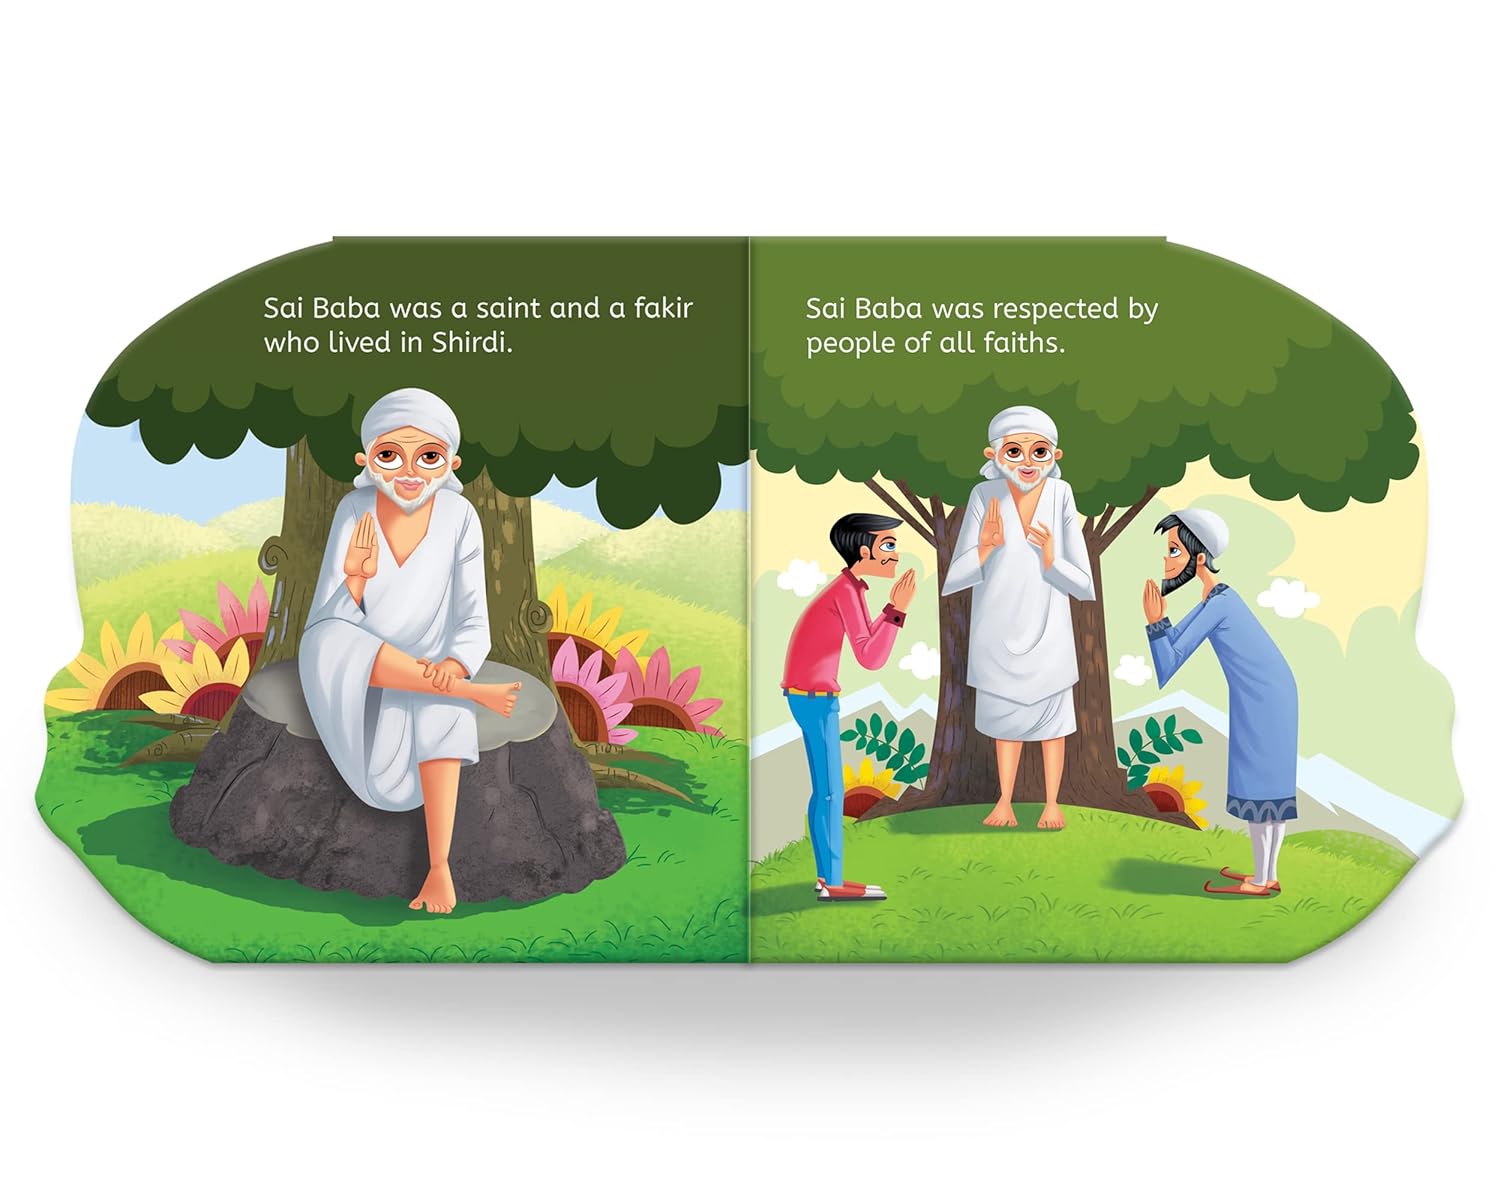 Sai Baba was a saint and a fakir
who lived in Shirdi.
Sai Baba was respected by
people of all faiths.